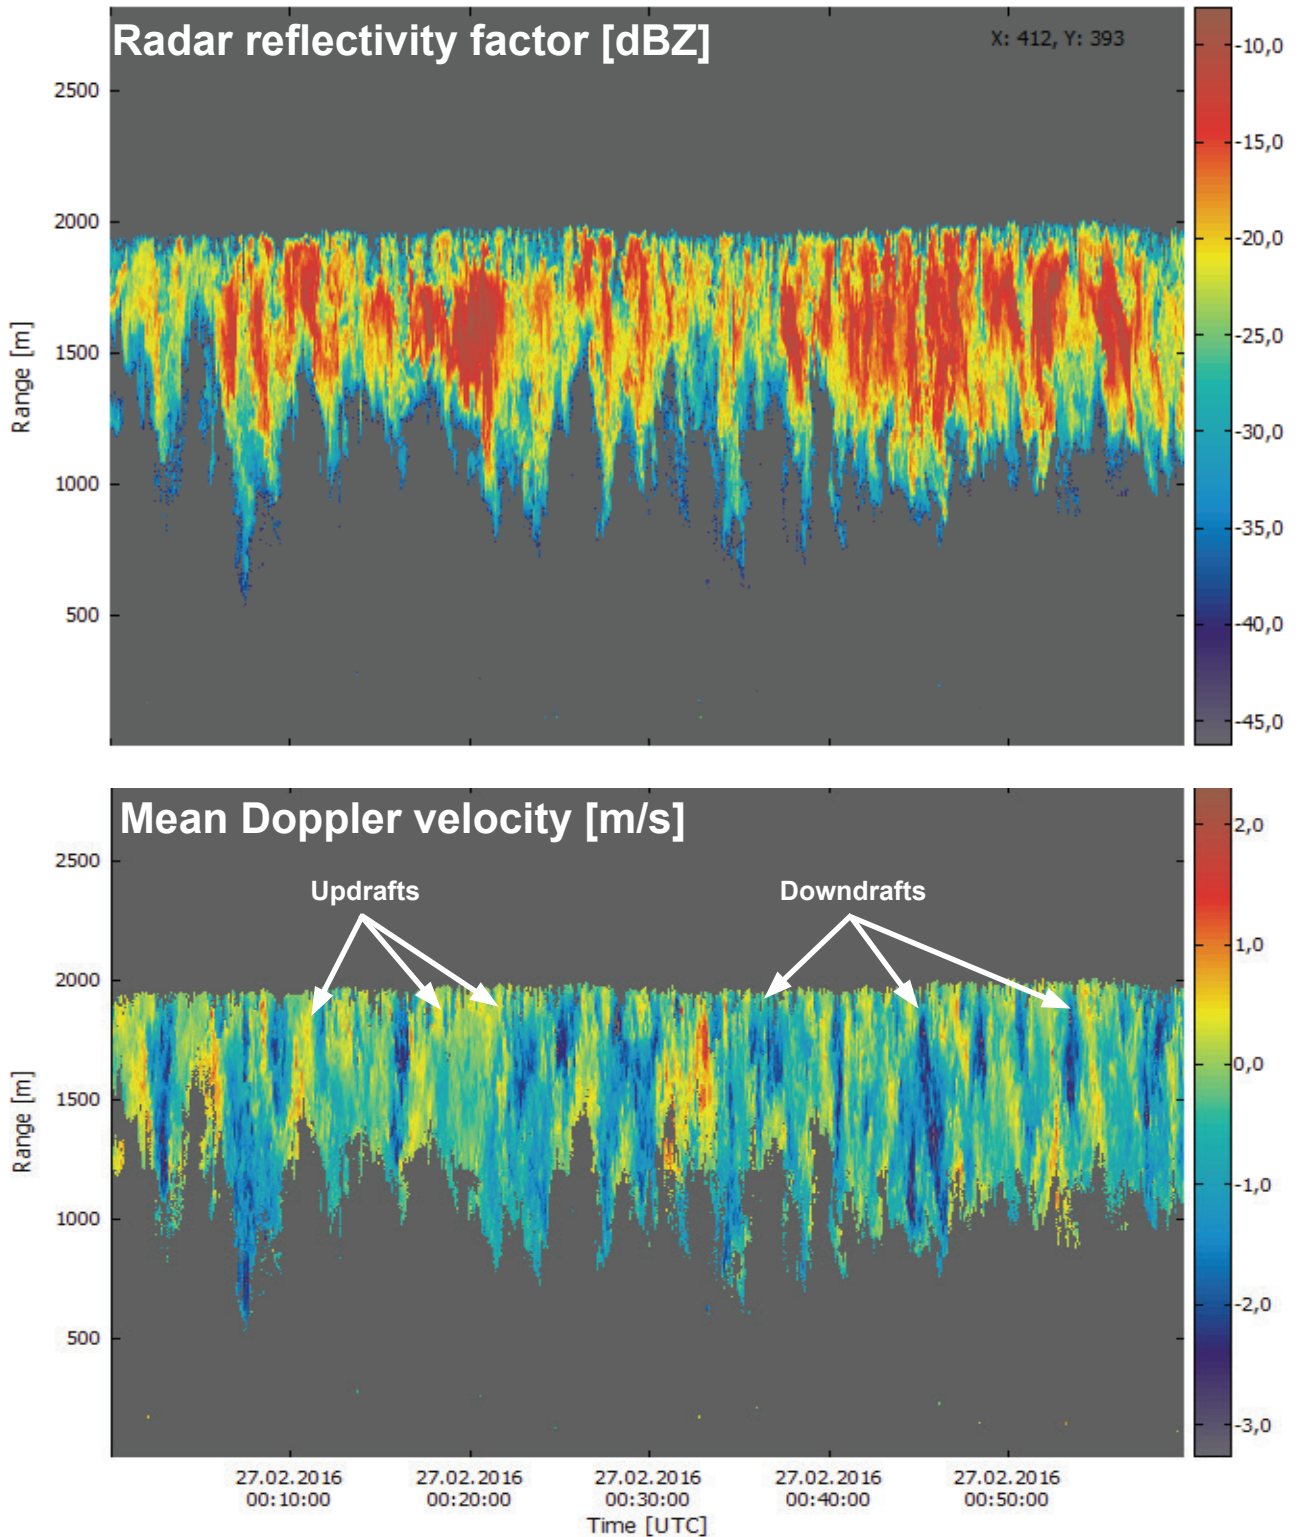 Radar reflectivity factor [dBZ]
X: 412, Y: 393
2500
2000
1500
1000
500
Range [m]
-10,0
-15,0
-20,0
-25,0
-30,0
-35,0
-40,0
-45,0
Mean Doppler velocity [m/s]
Updrafts
Downdrafts
2500
2000
1500
1000
500
Range [m]
2,0
1,0
0,0
-1,0
-2,0
-3,0
27.02.2016 27.02.2016 27.02.2016 27.02.2016 27.02.2016
00:10:00 00:20:00 00:30:00 00:40:00 00:50:00
Time [UTC]